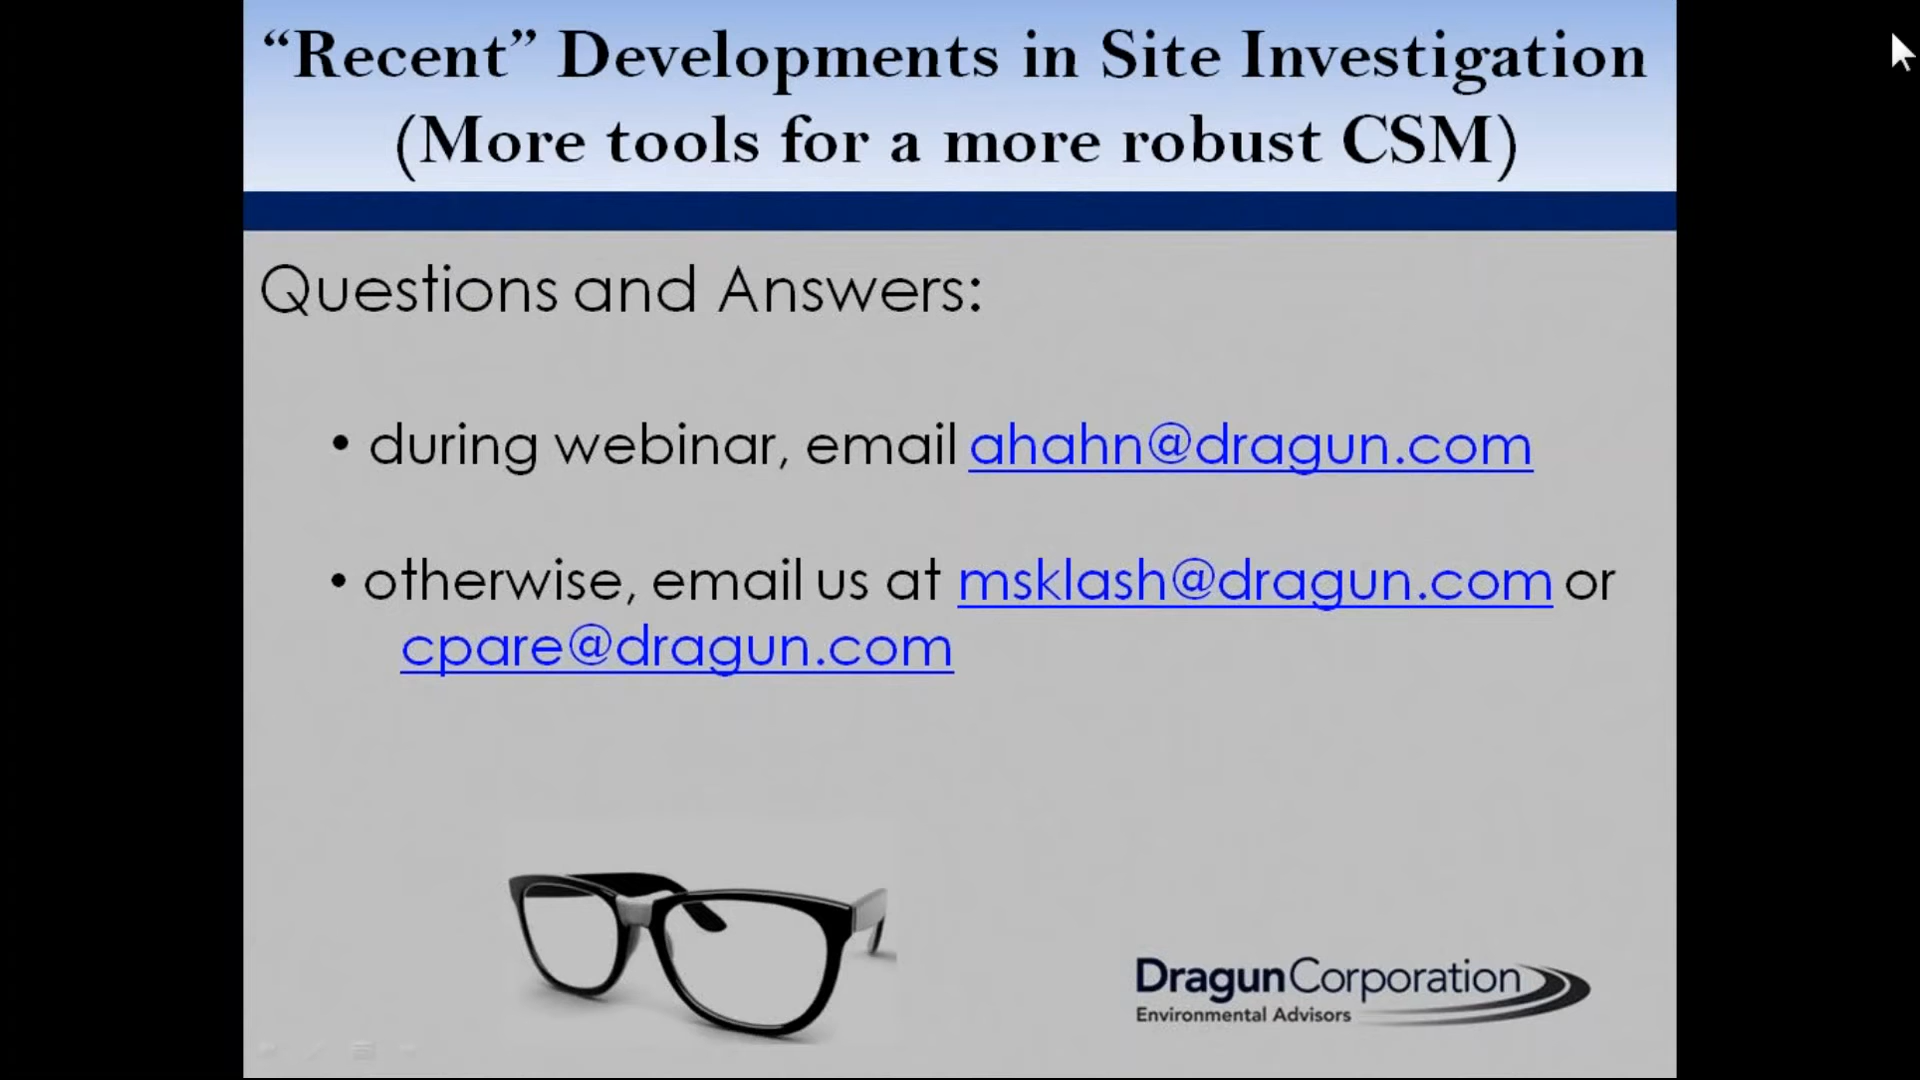 “Recent” Developments in Site Investigation
(More tools for a more robust CSM)
Questions and Answers:
• during webinar, email ahahn@dragun.com
• otherwise, email us at msklash@dragun.com or
cpare@dragun.com
DragunCorporation
Environmental Advisors